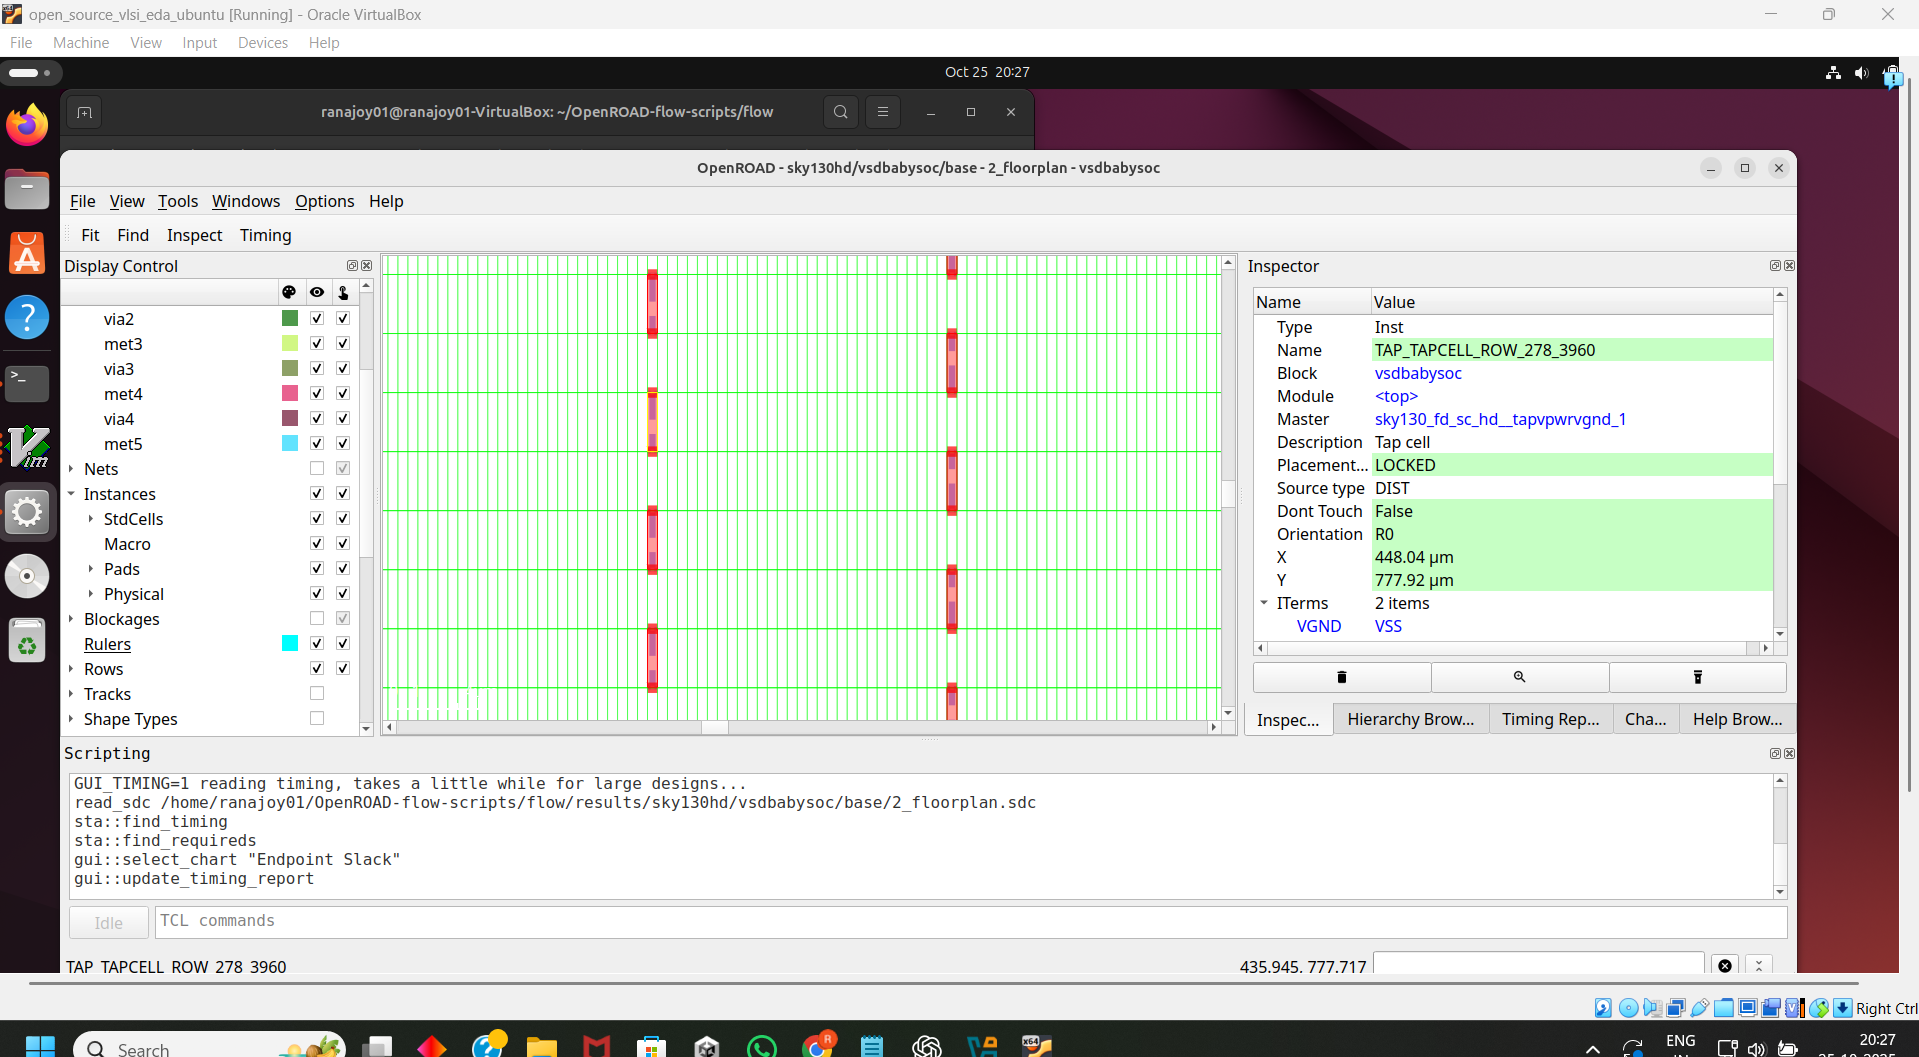 open_source_vlsi_eda_ubuntu [Running] - Oracle VirtualBox
File Machine View Input Devices Help
Oct 25 20:27
ranajoy01@ranajoy01-VirtualBox: ~/OpenROAD-flow-scripts/flow
OpenROAD - sky130hd/vsdbabysoc/base - 2_floorplan - vsdbabysoc
File View Tools Windows Options Help
Fit Find Inspect Timing
Display Control
via2
met3
via3
met4
via4
met5
Nets
Instances
StdCells
Macro
Pads
Physical
Blockages
Rulers
Rows
Tracks
Shape Types
Inspector
Name Value
Type Inst
Name TAP_TAPCELL_ROW_278_3960
Block vsdbabysoc
Module <top>
Master sky130_fd_sc_hd__tapvpwrvgnd_1
Description Tap cell
Placement... LOCKED
Source type DIST
Dont Touch False
Orientation R0
X 448.04 μm
Y 777.92 μm
ITerms 2 items
VGND VSS
Inspec... Hierarchy Brow... Timing Rep... Cha... Help Brow...
Scripting
GUI_TIMING=1 reading timing, takes a little while for large designs...
read_sdc /home/ranajoy01/OpenROAD-flow-scripts/flow/results/sky130hd/vsdbabysoc/base/2_floorplan.sdc
sta::find_timing
sta::find_requireds
gui::select_chart "Endpoint Slack"
gui::update_timing_report
Idle TCL commands
TAP_TAPCELL_ROW_278_3960 435.945, 777.717
Right Ctrl
Search
ENG
20:27